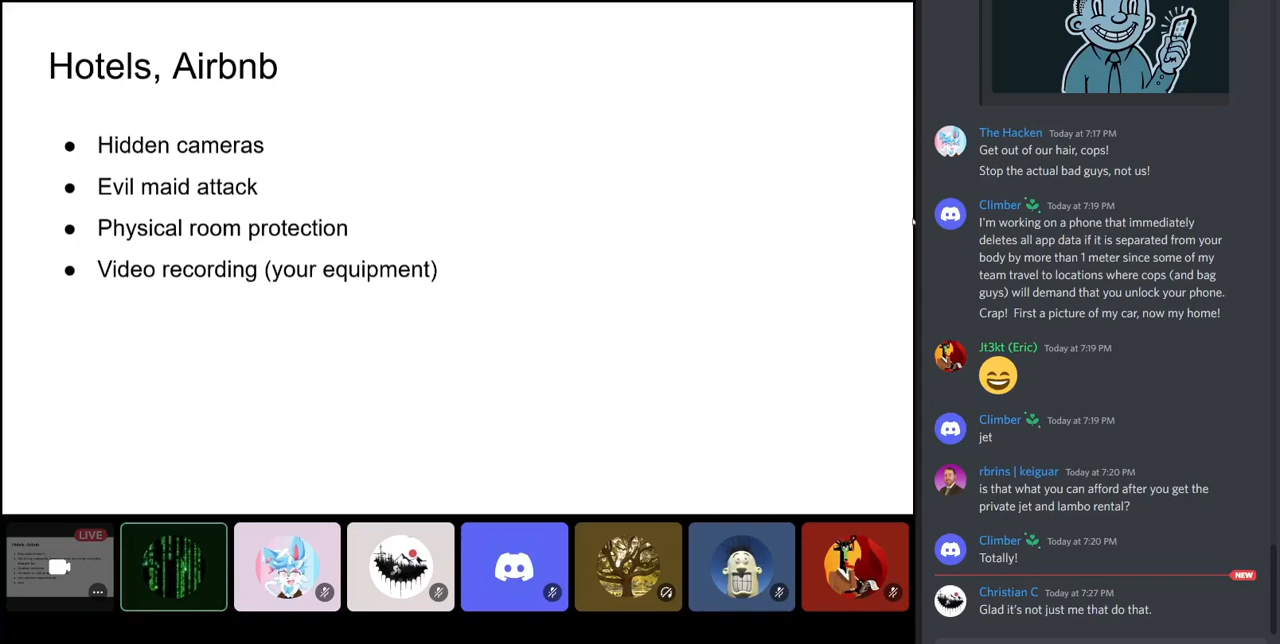 Hotels, Airbnb
● Hidden cameras
● Evil maid attack
● Physical room protection
● Video recording (your equipment)
LIVE
The Hacken Today at 7:17 PM
Get out of our hair, cops!
Stop the actual bad guys, not us!
Climber Today at 7:19 PM
I'm working on a phone that immediately
deletes all app data if it is separated from your
body by more than 1 meter since some of my
team travel to locations where cops (and bag
guys) will demand that you unlock your phone.
Crap! First a picture of my car, now my home!
Jt3kt (Eric) Today at 7:19 PM
Climber Today at 7:19 PM
jet
rbrins | keiguar Today at 7:20 PM
is that what you can afford after you get the
private jet and lambo rental?
Climber Today at 7:20 PM
Totally!
NEW
Christian C Today at 7:27 PM
Glad it's not just me that do that.